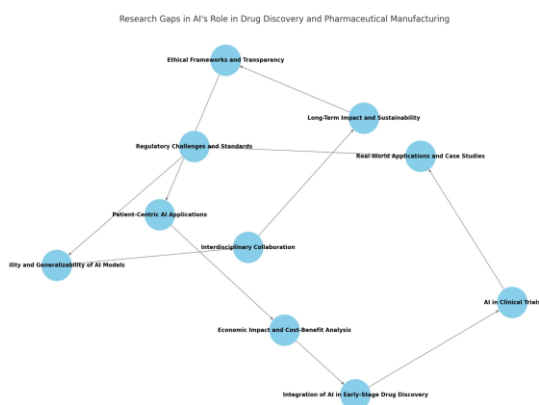 Research Gaps in AI's Role in Drug Discovery and Pharmaceutical Manufacturing
Ethical Frameworks and Transparency
Long-Term Impact and Sustainability
Regulatory Challenges and Standards
Real-World Applications and Case Studies
Patient-Centric AI Applications
Interdisciplinary Collaboration
ility and Generalizability of AI Models
AI in Clinical Trials
Economic Impact and Cost-Benefit Analysis
Integration of AI in Early-Stage Drug Discovery